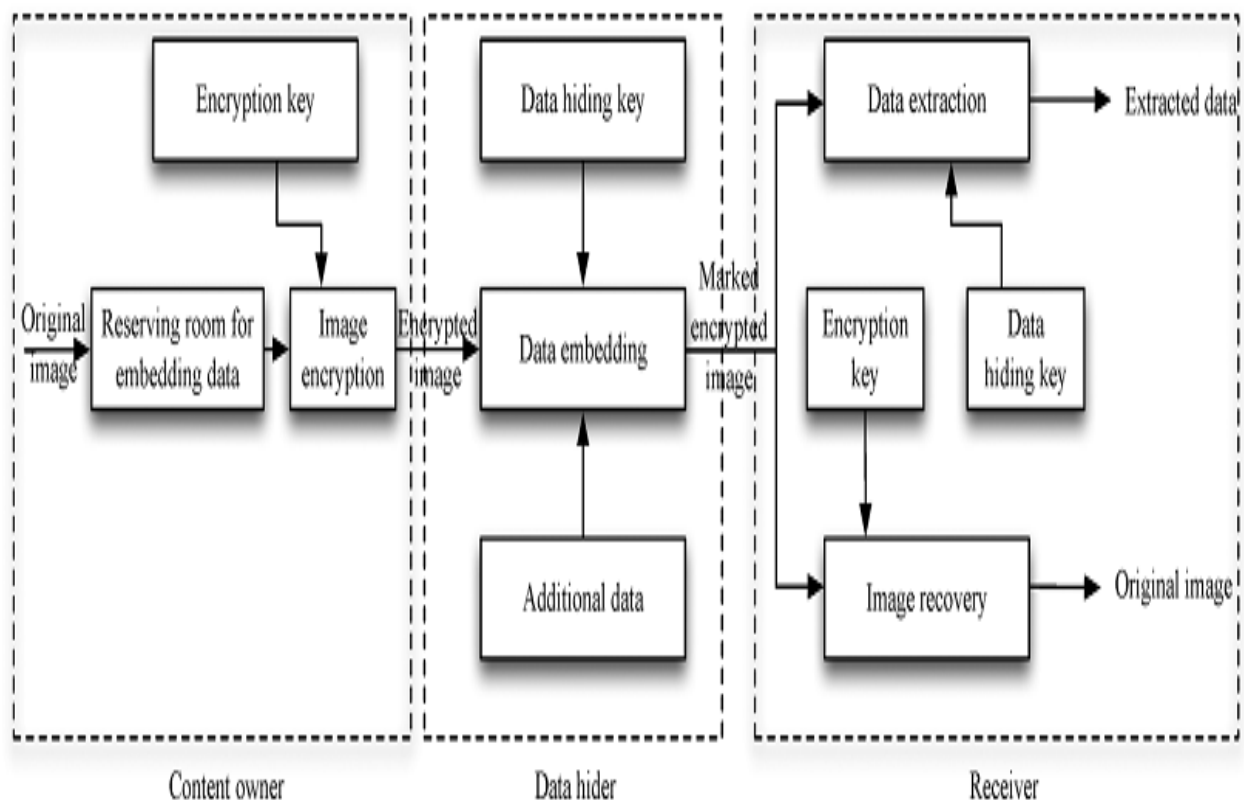 Encryption key
Original
image
Reserving room for
embedding data
Image
encryption
Encrypted
image
Content owner
Data hiding key
Data embedding
Additional data
Marked
encrypted
image
Data hider
Data extraction
Extracted data
Encryption
key
Data
hiding key
Image recovery
Original image
Receiver